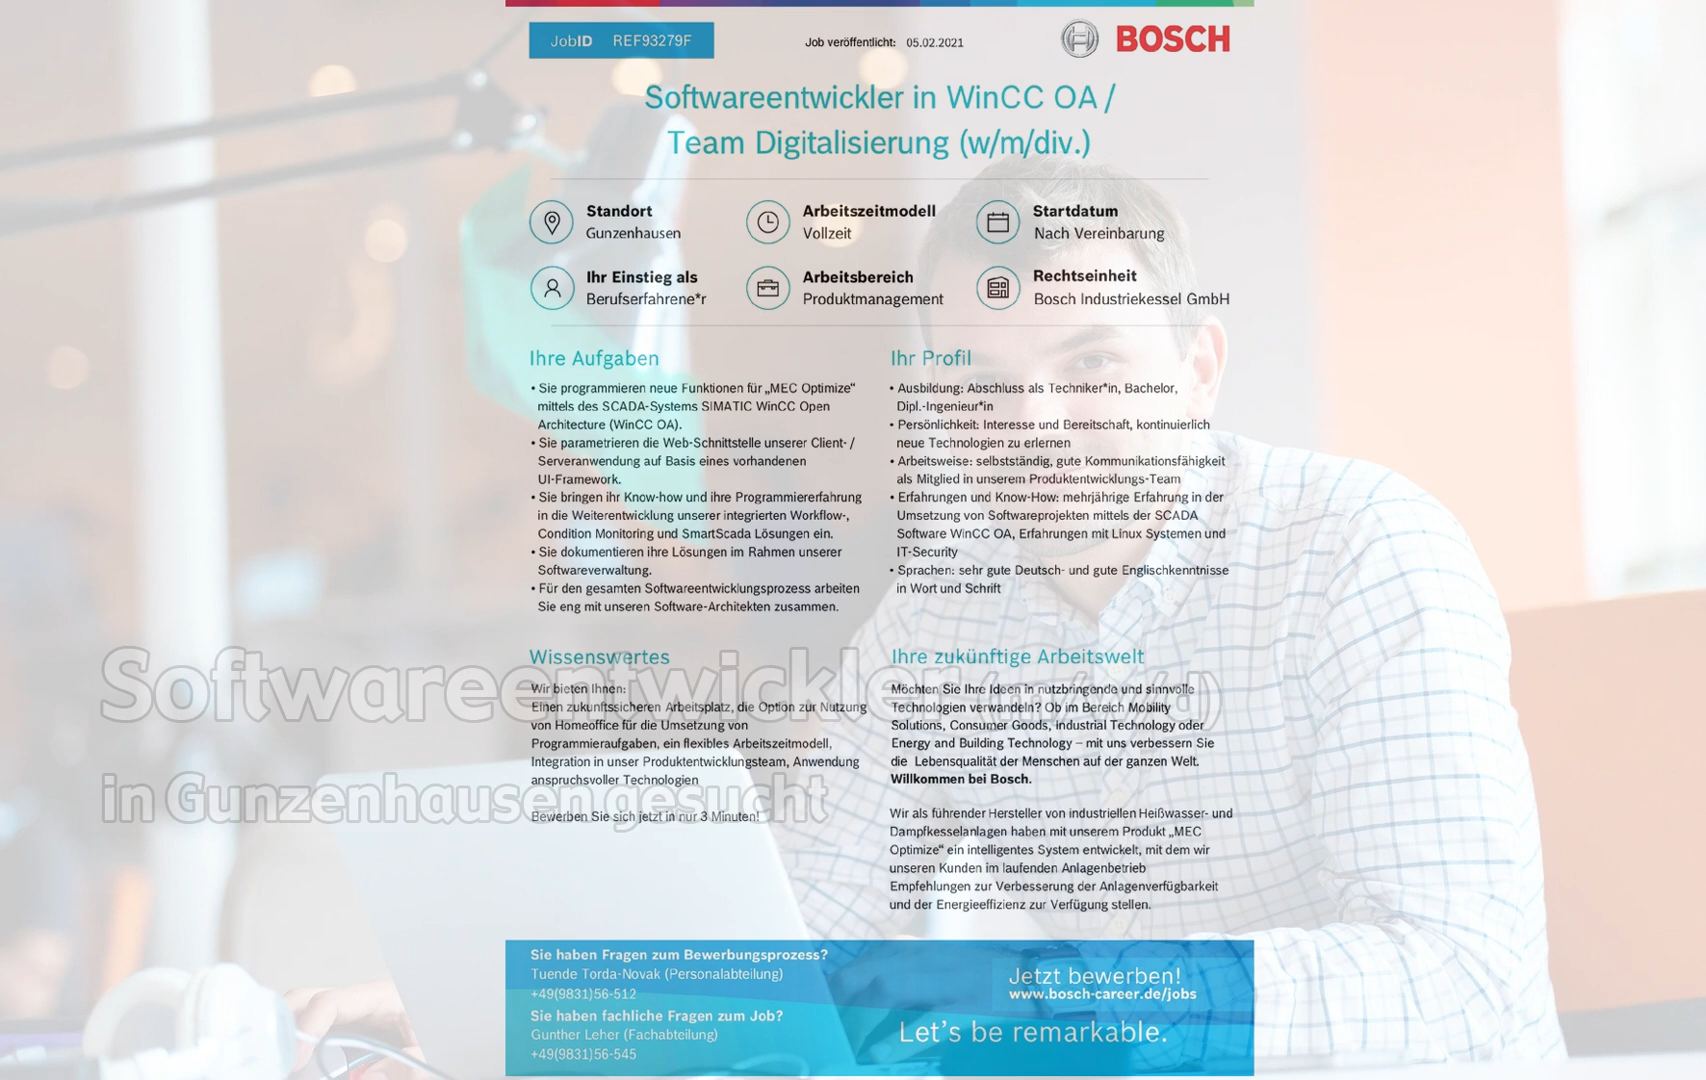 JobID REF93279F
Job veröffentlicht: 05.02.2021
BOSCH
Softwareentwickler in WinCC OA /
Team Digitalisierung (w/m/div.)
Standort
Gunzenhausen
Arbeitszeitmodell
Vollzeit
Startdatum
Nach Vereinbarung
Ihr Einstieg als
Berufserfahrene*r
Arbeitsbereich
Produktmanagement
Rechtseinheit
Bosch Industriekessel GmbH
Ihre Aufgaben
• Sie programmieren neue Funktionen für „MEC Optimize“
mittels des SCADA-Systems SIMATIC WinCC Open
Architecture (WinCC OA).
• Sie parametrieren die Web-Schnittstelle unserer Client- /
Serveranwendung auf Basis eines vorhandenen
UI-Framework.
• Sie bringen ihr Know-how und ihre Programmiererfahrung
in die Weiterentwicklung unserer integrierten Workflow-,
Condition Monitoring und SmartScada Lösungen ein.
• Sie dokumentieren ihre Lösungen im Rahmen unserer
Softwareverwaltung.
• Für den gesamten Softwareentwicklungsprozess arbeiten
Sie eng mit unseren Software-Architekten zusammen.
Ihr Profil
• Ausbildung: Abschluss als Techniker*in, Bachelor,
Dipl.-Ingenieur*in
• Persönlichkeit: Interesse und Bereitschaft, kontinuierlich
neue Technologien zu erlernen
• Arbeitsweise: selbstständig, gute Kommunikationsfähigkeit
als Mitglied in unserem Produktentwicklungs-Team
• Erfahrungen und Know-How: mehrjährige Erfahrung in der
Umsetzung von Softwareprojekten mittels der SCADA
Software WinCC OA, Erfahrungen mit Linux Systemen und
IT-Security
• Sprachen: sehr gute Deutsch- und gute Englischkenntnisse
in Wort und Schrift
Softwareentwickler (m/w/d)
in Gunzenhausen gesucht
Wissenswertes
Wir bieten Ihnen:
Einen zukunftssicheren Arbeitsplatz, die Option zur Nutzung
von Homeoffice für die Umsetzung von
Programmieraufgaben, ein flexibles Arbeitszeitmodell,
Integration in unser Produktentwicklungsteam, Anwendung
anspruchsvoller Technologien
Bewerben Sie sich jetzt in nur 3 Minuten!
Ihre zukünftige Arbeitswelt
Möchten Sie Ihre Ideen in nutzbringende und sinnvolle
Technologien verwandeln? Ob im Bereich Mobility
Solutions, Consumer Goods, Industrial Technology oder
Energy and Building Technology – mit uns verbessern Sie
die Lebensqualität der Menschen auf der ganzen Welt.
Willkommen bei Bosch.
Wir als führender Hersteller von industriellen Heißwasser- und
Dampfkesselanlagen haben mit unserem Produkt „MEC
Optimize“ ein intelligentes System entwickelt, mit dem wir
unseren Kunden im laufenden Anlagenbetrieb
Empfehlungen zur Verbesserung der Anlagenverfügbarkeit
und der Energieeffizienz zur Verfügung stellen.
Sie haben Fragen zum Bewerbungsprozess?
Tuende Torda-Novak (Personalabteilung)
+49(9831)56-512
Sie haben fachliche Fragen zum Job?
Gunther Leher (Fachabteilung)
+49(9831)56-545
Jetzt bewerben!
www.bosch-career.de/jobs
Let’s be remarkable.